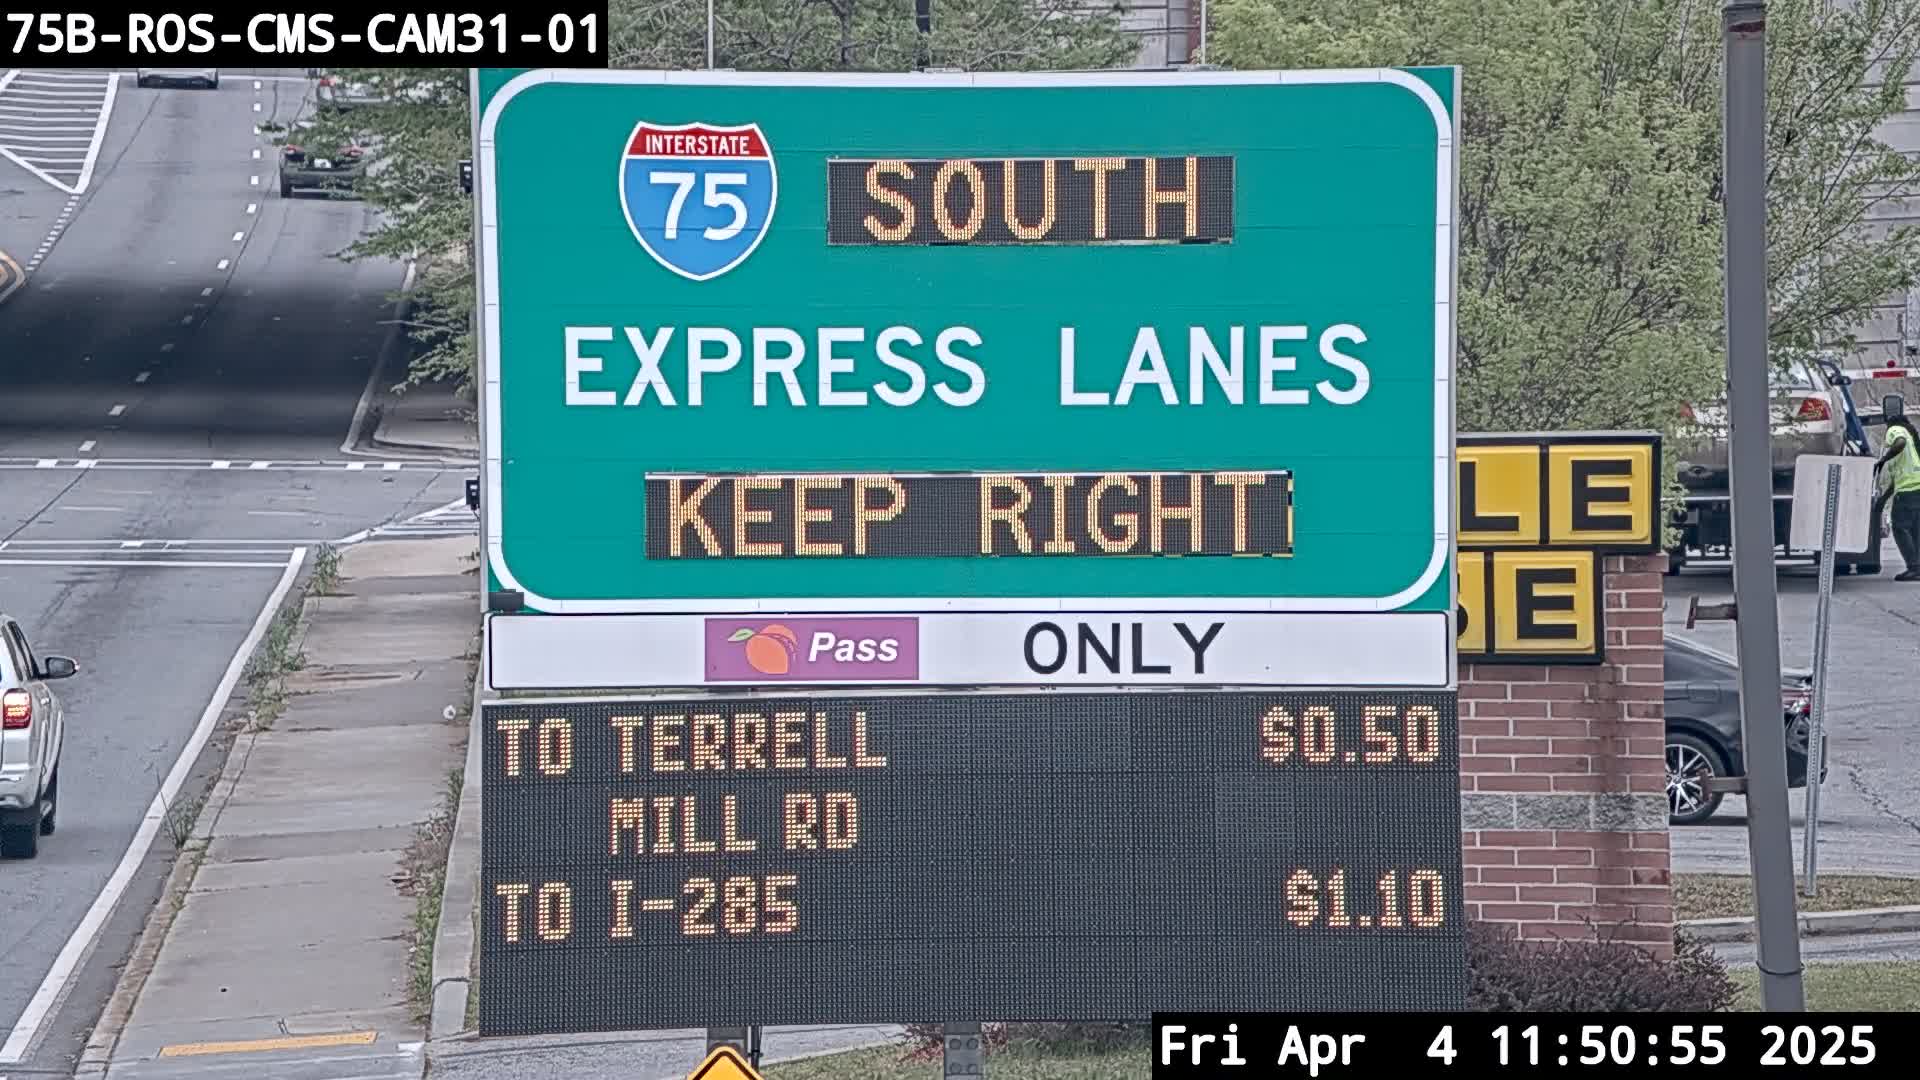 75B-ROS-CMS-CAM31-01
INTERSTATE
75
SOUTH
EXPRESS LANES
KEEP RIGHT
Pass ONLY
TO TERRELL $0.50
MILL RD
TO I-285 $1.10
LE
E
Fri Apr 4 11:50:55 2025